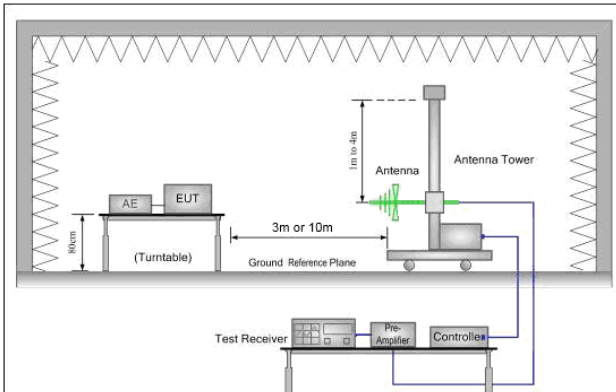 1m to 4m
Antenna
Antenna Tower
AE
EUT
80cm
(Turntable)
3m or 10m
Ground Reference Plane
Test Receiver
Pre-
Amplifier
Controlle